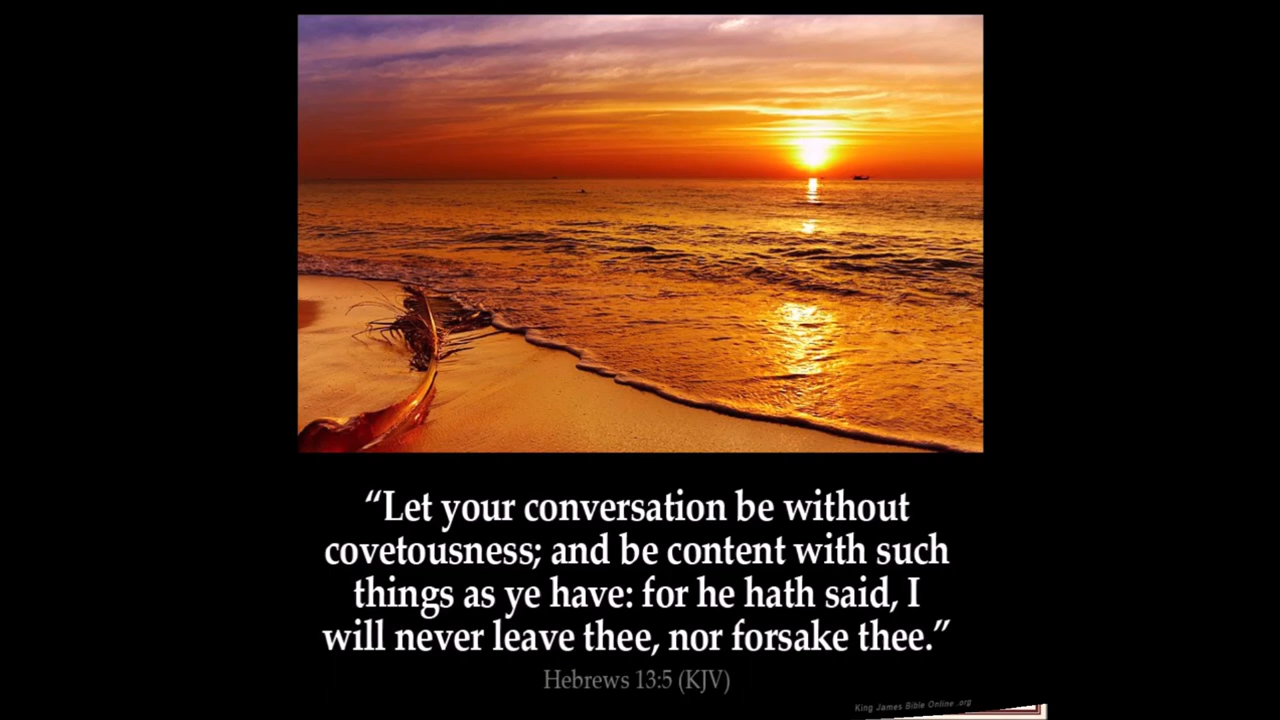 “Let your conversation be without
covetousness; and be content with such
things as ye have: for he hath said, I
will never leave thee, nor forsake thee.”
Hebrews 13:5 (KJV)
King James Bible Online .org